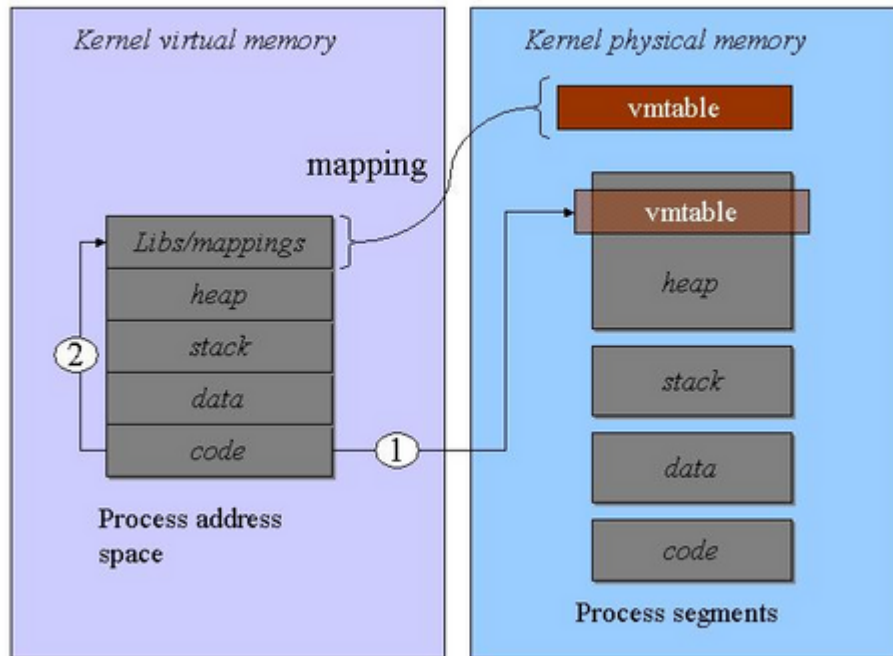 Kernel virtual memory
mapping
Libs/mappings
heap
stack
data
code
2
1
Process address
space
Kernel physical memory
vmtable
vmtable
heap
stack
data
code
Process segments